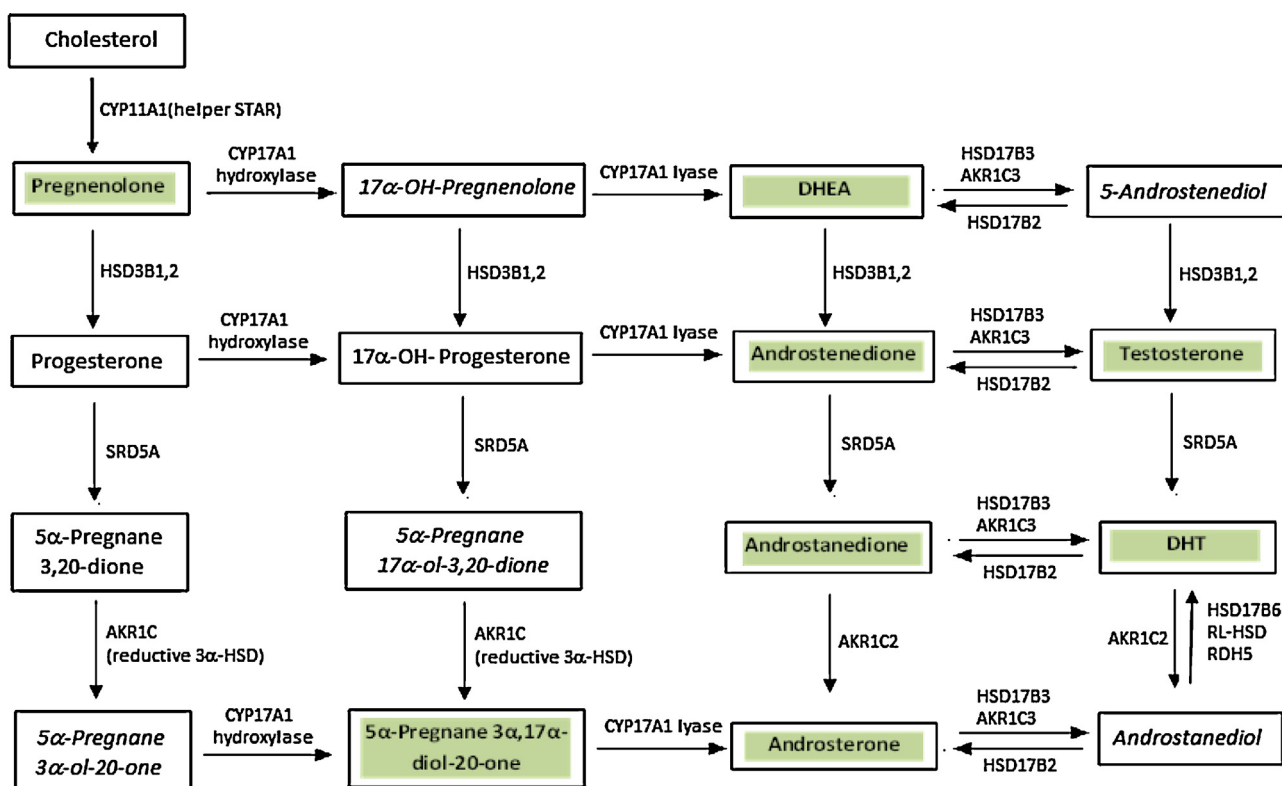 Cholesterol
CYP11A1(helper STAR)
Pregnenolone
CYP17A1
hydroxylase
17α-OH-Pregnenolone
CYP17A1 lyase
DHEA
HSD17B3
AKR1C3
HSD17B2
5-Androstenediol
HSD3B1,2
HSD3B1,2
HSD3B1,2
HSD3B1,2
Progesterone
CYP17A1
hydroxylase
17α-OH- Progesterone
CYP17A1 lyase
Androstenedione
HSD17B3
AKR1C3
HSD17B2
Testosterone
SRD5A
SRD5A
SRD5A
SRD5A
5α-Pregnane
3,20-dione
5α-Pregnane
17α-ol-3,20-dione
Androstanedione
HSD17B3
AKR1C3
HSD17B2
DHT
AKR1C
(reductive 3α-HSD)
AKR1C
(reductive 3α-HSD)
AKR1C2
AKR1C2
HSD17B6
RL-HSD
RDH5
5α-Pregnane
3α-ol-20-one
CYP17A1
hydroxylase
5α-Pregnane 3α,17α-
diol-20-one
CYP17A1 lyase
Androsterone
HSD17B3
AKR1C3
HSD17B2
Androstanediol